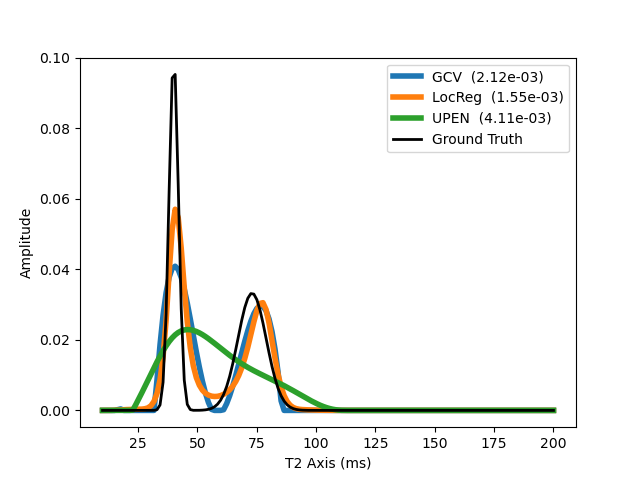 0.10
0.08
0.06
0.04
0.02
0.00
Amplitude
GCV (2.12e-03)
LocReg (1.55e-03)
UPEN (4.11e-03)
Ground Truth
25 50 75 100 125 150 175 200
T2 Axis (ms)